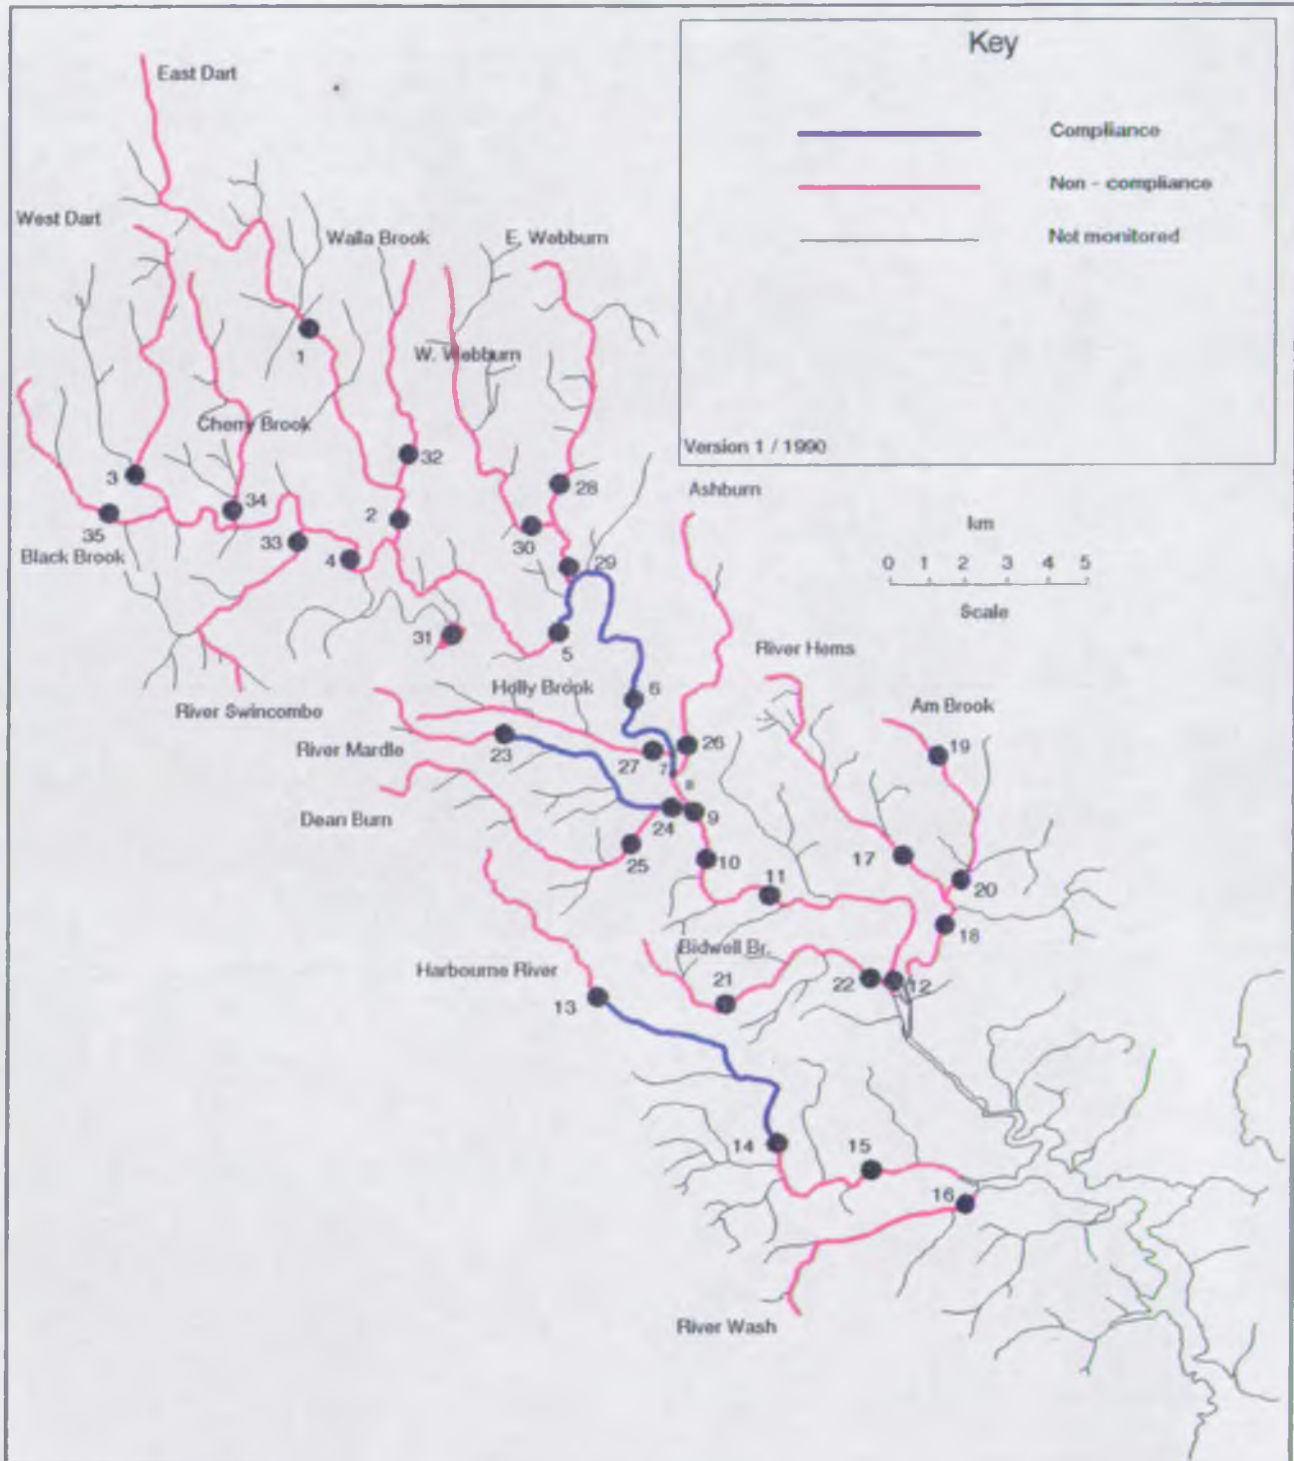 Key
Compliance
Non - compliance
Not monitored
Version 1 / 1990
km
0 1 2 3 4 5
Scale
East Dart
West Dart
Walla Brook
E. Webburn
W. Webburn
1
Cherry Brook
32
3
34
28
Ashburn
35
2
33
30
Black Brook
4
29
31
5
River Hems
Holly Brook
6
River Swincombe
Am Brook
River Mardle
23
26
19
27
7
8
Dean Burn
24
9
25
10
17
11
20
18
Bidwell Br.
Harbourne River
21
22
12
13
14
15
16
River Wash